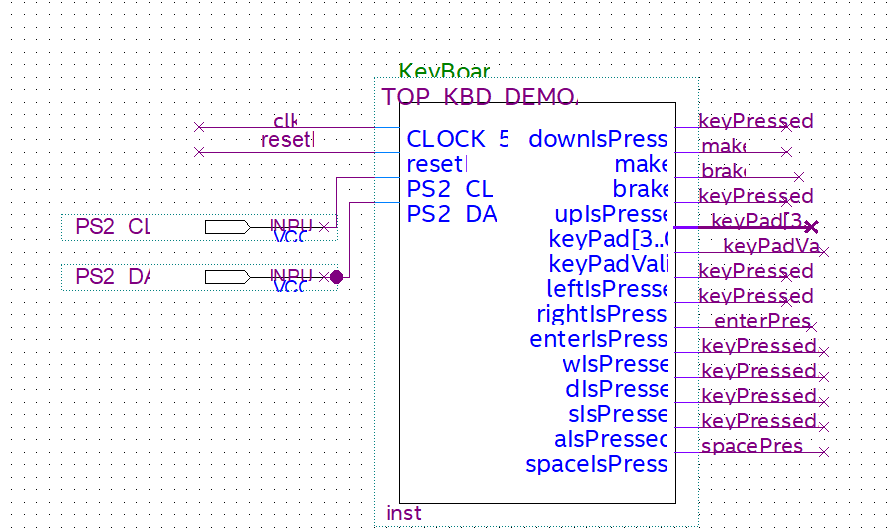 KeyBoar
TOP_KBD_DEMO
clk
resetl
CLOCK_5
resetl
PS2_CL
PS2_DA
PS2_CL
INPU
VCC
PS2_DA
INPU
VCC
downIsPress
make
brake
upIsPresse
keyPad[3..0
keyPadVali
leftIsPresse
rightIsPress
enterIsPress
wIsPresse
dIsPresse
sIsPresse
aIsPressed
spaceIsPress
keyPressed
make
brake
keyPressed
keyPad[3
keyPadVa
keyPressed
keyPressed
enterPres
keyPressed
keyPressed
keyPressed
keyPressed
spacePres
inst